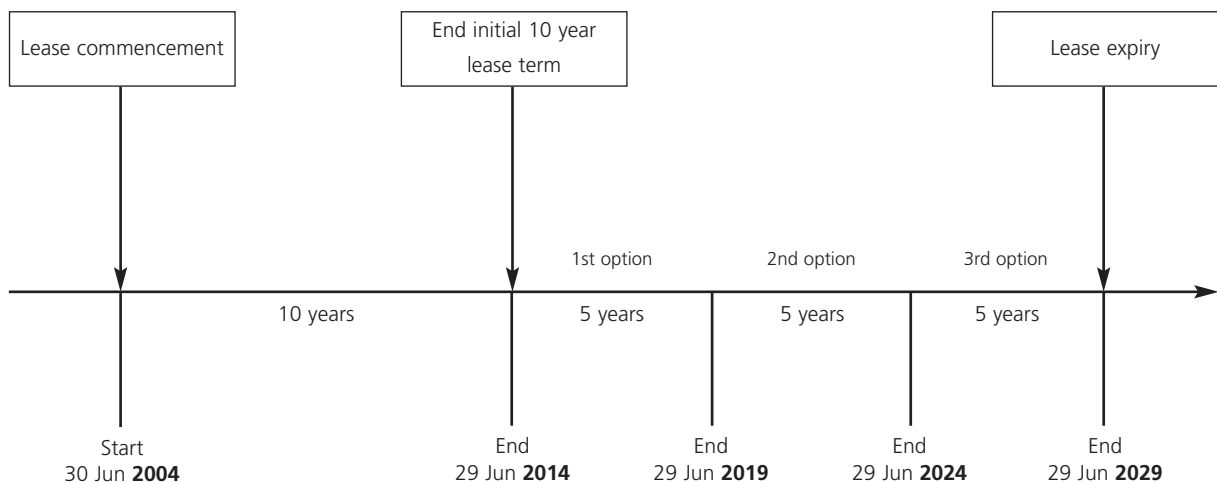 Lease commencement
End initial 10 year
lease term
Lease expiry
1st option
2nd option
3rd option
10 years
5 years
5 years
5 years
Start
30 Jun 2004
End
29 Jun 2014
End
29 Jun 2019
End
29 Jun 2024
End
29 Jun 2029